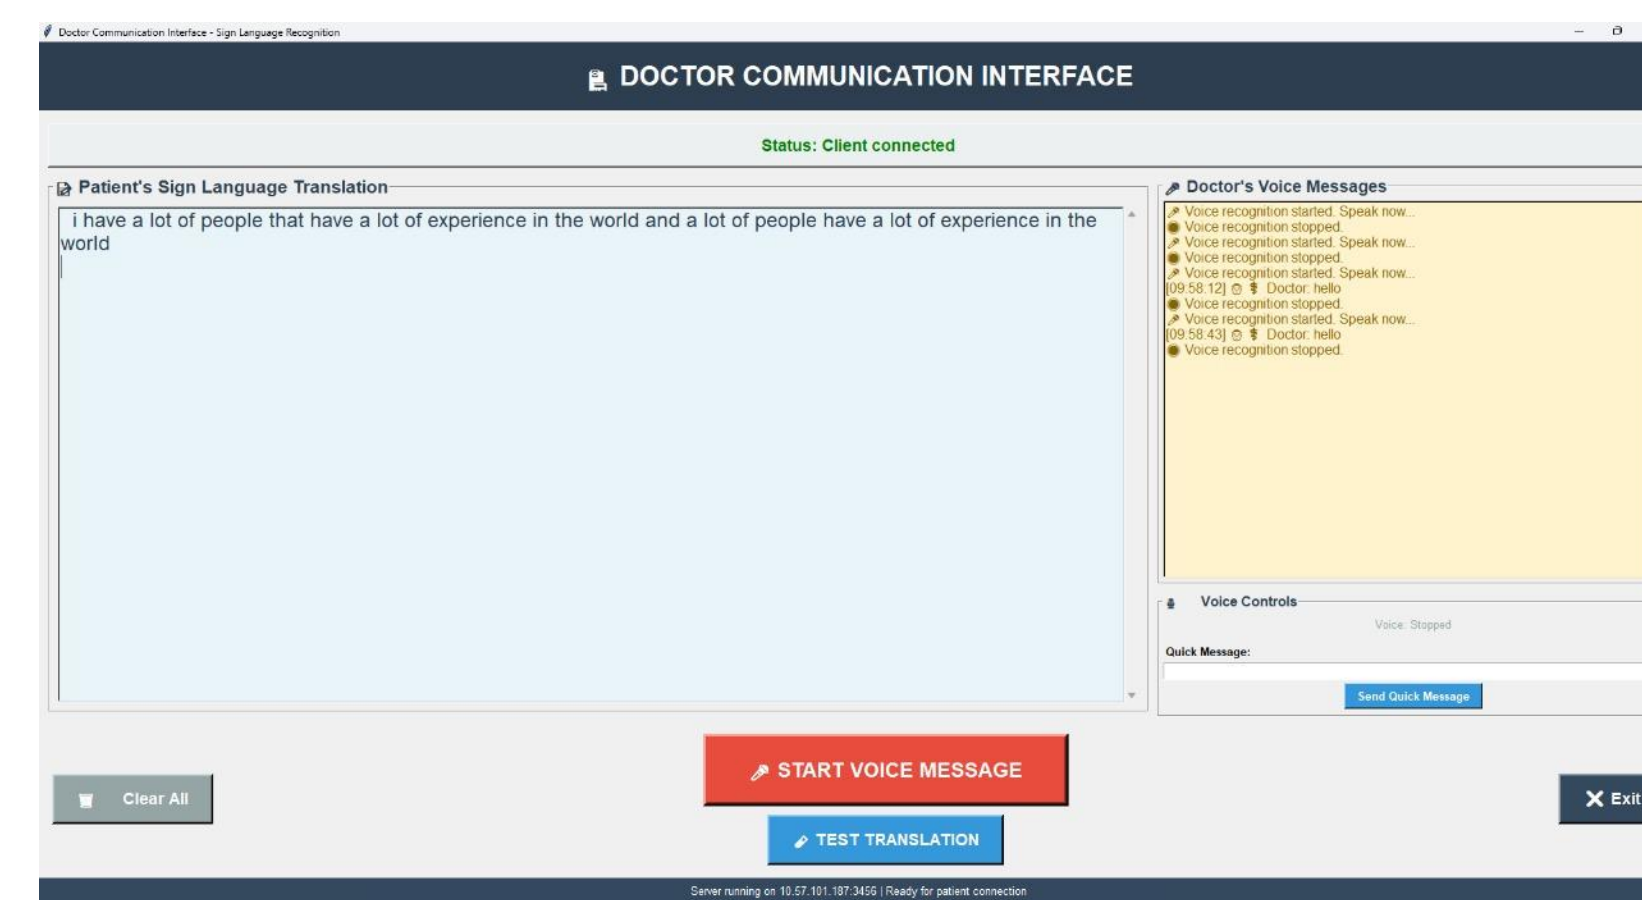 Doctor Communication Interface - Sign Language Recognition
DOCTOR COMMUNICATION INTERFACE
Status: Client connected
Patient's Sign Language Translation
i have a lot of people that have a lot of experience in the world and a lot of people have a lot of experience in the
world
Doctor's Voice Messages
Voice recognition started. Speak now...
Voice recognition stopped.
Voice recognition started. Speak now...
Voice recognition stopped.
Voice recognition started. Speak now...
[09:58:12] Doctor: hello
Voice recognition stopped.
Voice recognition started. Speak now...
[09:58:43] Doctor: hello
Voice recognition stopped.
Voice Controls
Voice: Stopped
Quick Message:
Send Quick Message
START VOICE MESSAGE
Clear All
Exit
TEST TRANSLATION
Server running on 10.57.101.187:3456 | Ready for patient connection